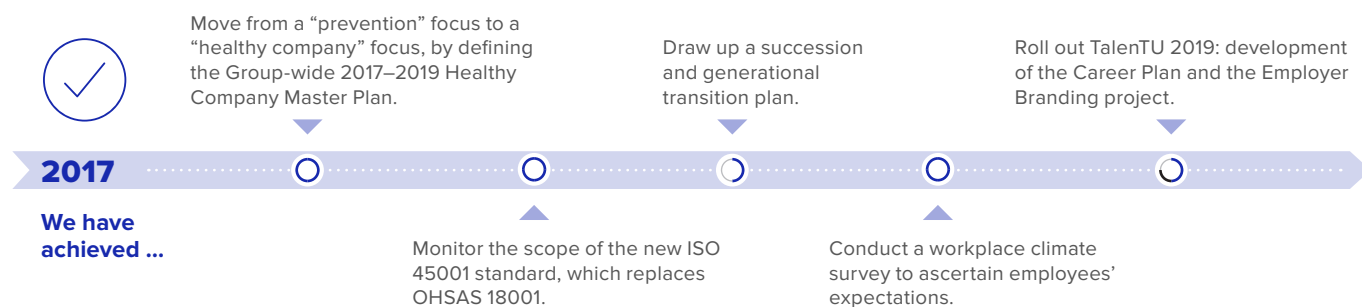 Move from a “prevention” focus to a
“healthy company” focus, by defining
the Group-wide 2017–2019 Healthy
Company Master Plan.
Draw up a succession
and generational
transition plan.
Roll out TalenTU 2019: development
of the Career Plan and the Employer
Branding project.
2017
We have
achieved ...
Monitor the scope of the new ISO
45001 standard, which replaces
OHSAS 18001.
Conduct a workplace climate
survey to ascertain employees’
expectations.